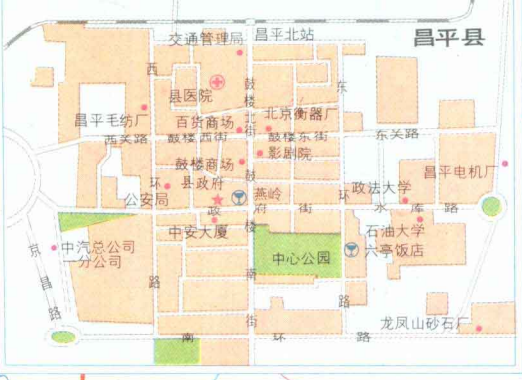 交通管理局
昌平北站
昌平县
西
县医院
鼓楼北街
东
昌平毛纺厂
百货商场
北京衡器厂
西关路
鼓楼西街
鼓楼东街
东关路
影剧院
鼓楼商场
昌平电机厂
环
县政府
鼓
燕岭
环
政法大学
公安局
政
府
街
水库路
中安大厦
楼
石油大学
六亭饭店
京昌路
中汽总公司
一分公司
中心公园
路
南
路
街
龙凤山砂石厂
南
环
路